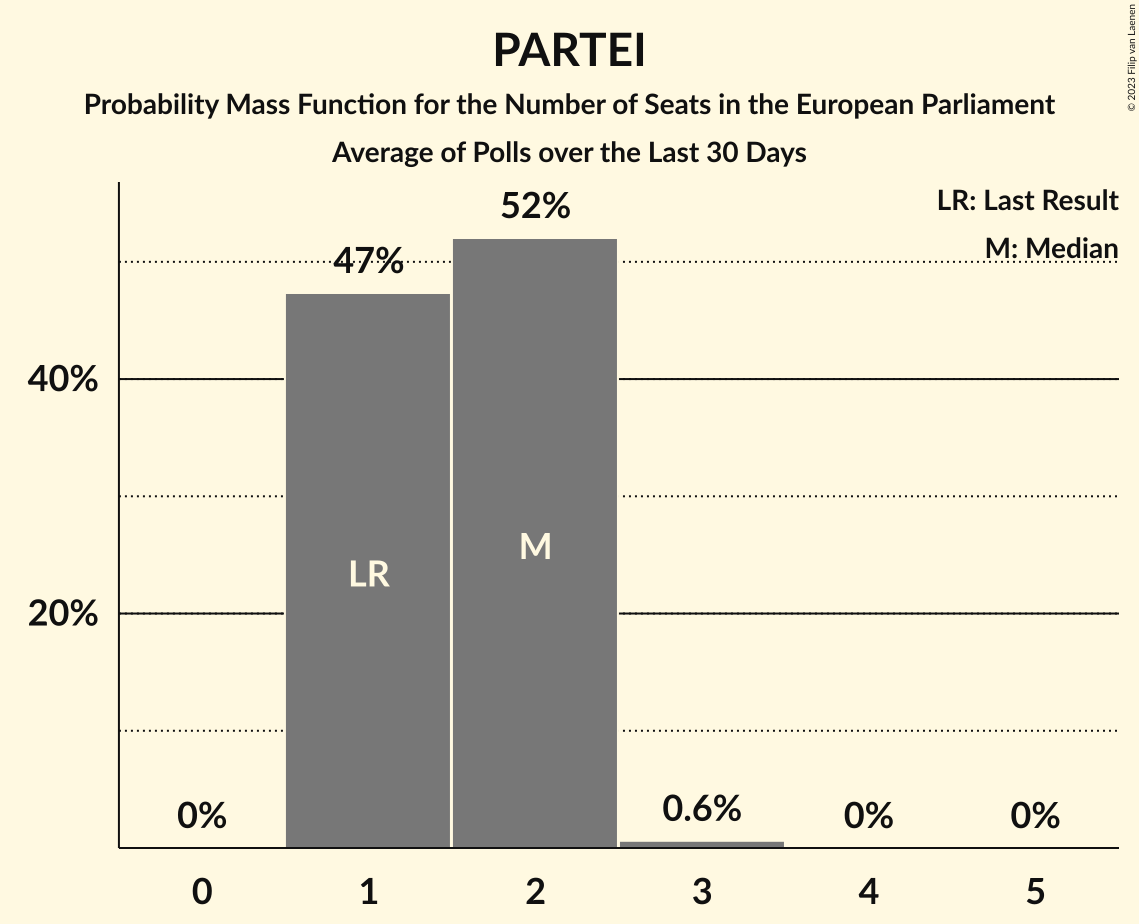 PARTEI
Probability Mass Function for the Number of Seats in the European Parliament
Average of Polls over the Last 30 Days
© 2023 Filip van Laenen
LR: Last Result
M: Median
52%
47%
40%
M
LR
20%
0%
0.6%
0%
0%
0 1 2 3 4 5